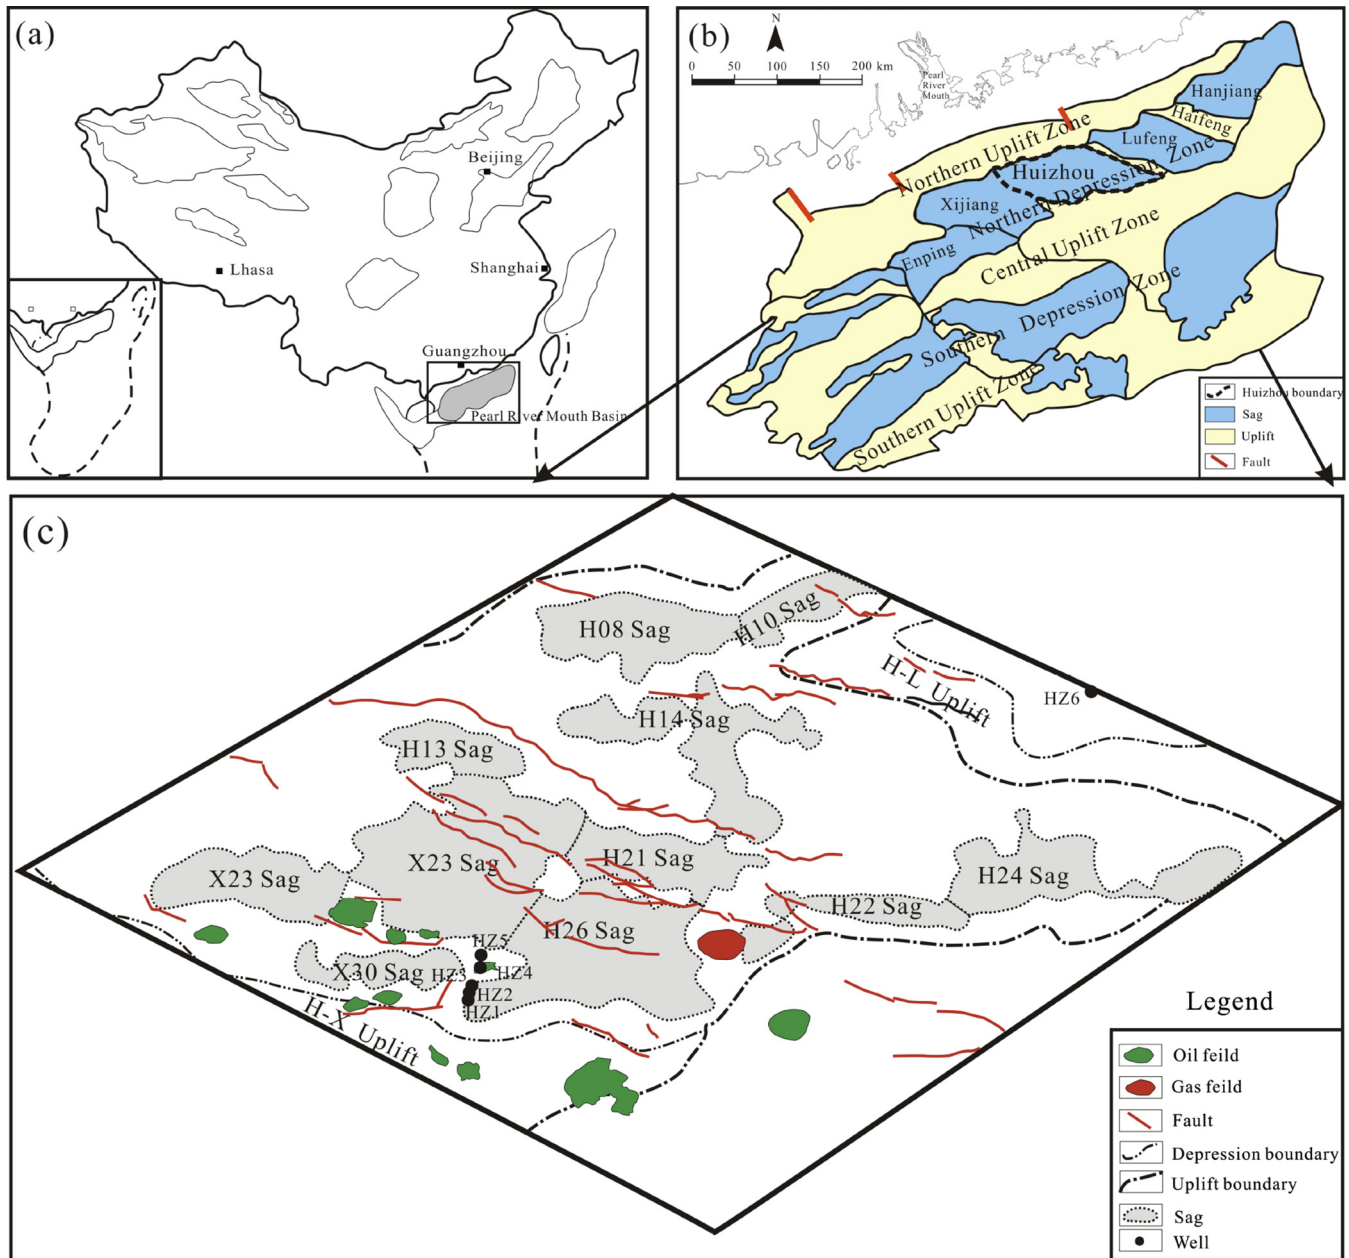 (a)
Beijing
Lhasa
Shanghai
Guangzhou
Pearl River Mouth Basin
(b)
N
0 50 100 150 200 km
Pearl
River
Mouth
Hanjiang
Haifeng
Lufeng
Northern Uplift Zone
Huizhou
Xijiang
Northern Depression Zone
Enping
Central Uplift Zone
Southern Depression Zone
Southern Uplift Zone
Huizhou boundary
Sag
Uplift
Fault
(c)
H08 Sag
H10 Sag
H-L Uplift
HZ6
H14 Sag
H13 Sag
X23 Sag
H21 Sag
X23 Sag
H24 Sag
H22 Sag
H26 Sag
HZ5
X30 Sag
HZ3
HZ4
HZ2
HZ1
H-X Uplift
Legend
Oil feild
Gas feild
Fault
Depression boundary
Uplift boundary
Sag
Well